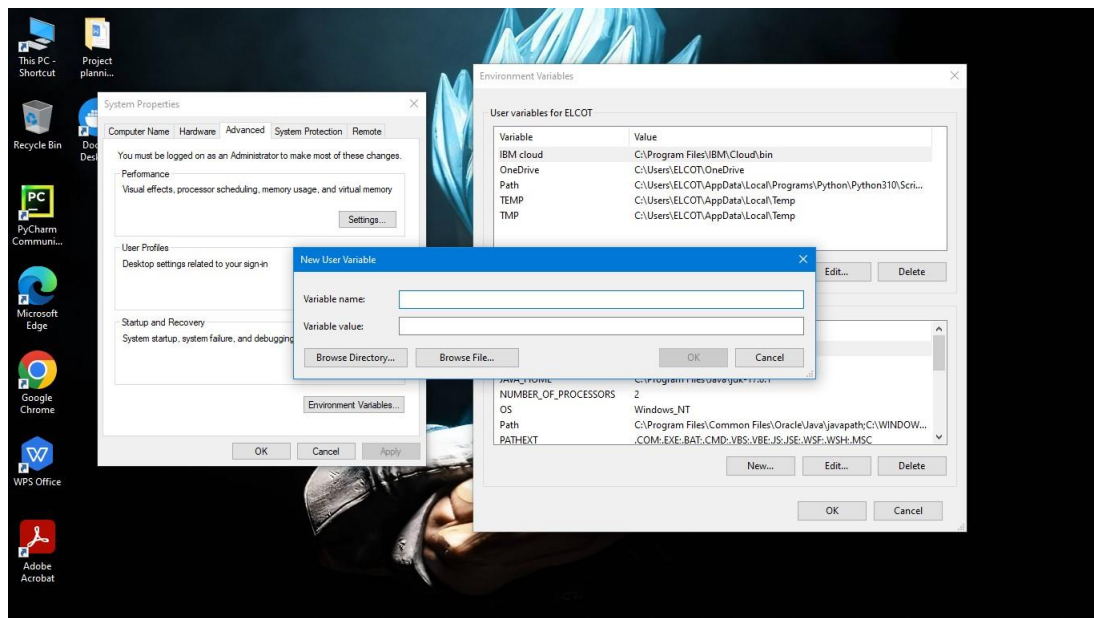 This PC -
Shortcut
Project
planni...
Recycle Bin
PyCharm
Communi...
Microsoft
Edge
Google
Chrome
WPS Office
Adobe
Acrobat
System Properties
Computer Name Hardware Advanced System Protection Remote
You must be logged on as an Administrator to make most of these changes.
Performance
Visual effects, processor scheduling, memory usage, and virtual memory
Settings...
User Profiles
Desktop settings related to your sign-in
Startup and Recovery
System startup, system failure, and debugging
Environment Variables...
OK Cancel Apply
New User Variable
Variable name:
Variable value:
Browse Directory... Browse File... OK Cancel
Environment Variables
User variables for ELCOT
Variable Value
IBM cloud C:\Program Files\IBM\Cloud\bin
OneDrive C:\Users\ELCOT\OneDrive
Path C:\Users\ELCOT\AppData\Local\Programs\Python\Python310\Scri...
TEMP C:\Users\ELCOT\AppData\Local\Temp
TMP C:\Users\ELCOT\AppData\Local\Temp
Edit... Delete
JAVA_HOME C:\Program Files\Java\jdk-17.0.1
NUMBER_OF_PROCESSORS 2
OS Windows_NT
Path C:\Program Files\Common Files\Oracle\Java\javapath;C:\WINDOW...
PATHEXT .COM;.EXE;.BAT;.CMD;.VBS;.VBE;.JS;.JSE;.WSF;.WSH;.MSC
New... Edit... Delete
OK Cancel